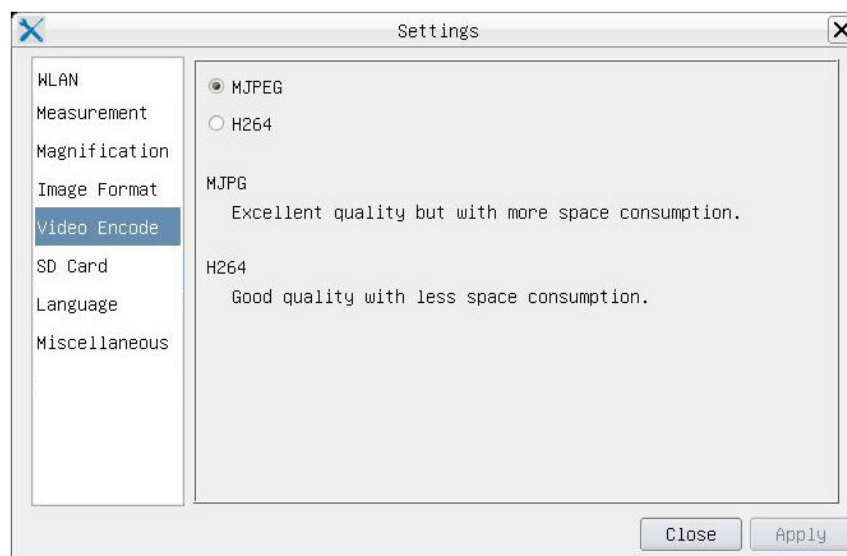 Settings
WLAN
Measurement
Magnification
Image Format
Video Encode
SD Card
Language
Miscellaneous
MJPEG
H264
MJPG
Excellent quality but with more space consumption.
H264
Good quality with less space consumption.
Close
Apply